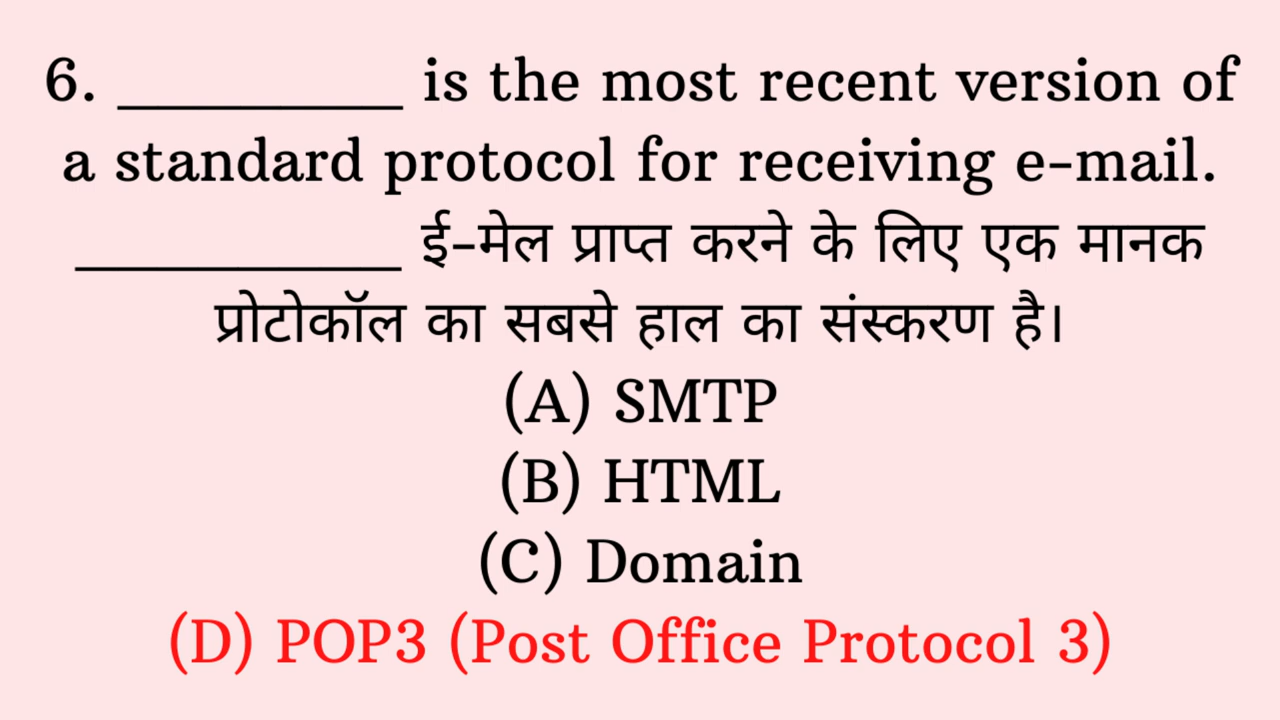 6. __________ is the most recent version of
a standard protocol for receiving e-mail.
___________ ई-मेल प्राप्त करने के लिए एक मानक
प्रोटोकॉल का सबसे हाल का संस्करण है।
(A) SMTP
(B) HTML
(C) Domain
(D) POP3 (Post Office Protocol 3)